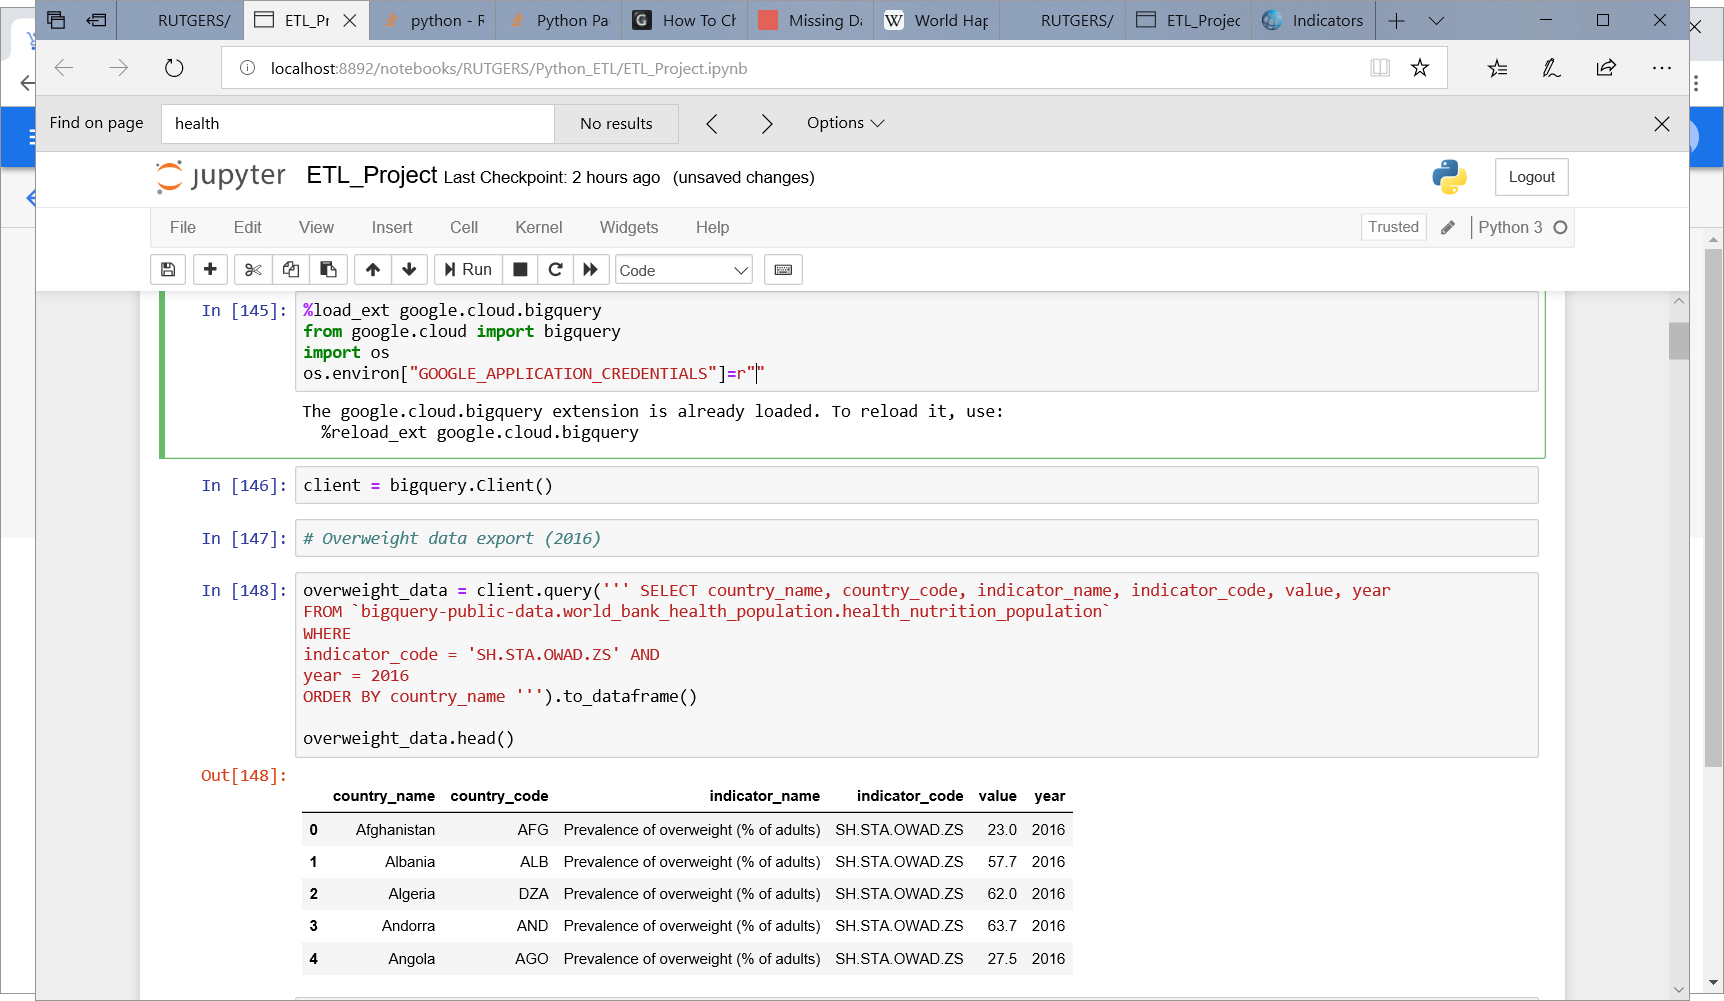 RUTGERS/
ETL_Pr
python - R
Python Pa
How To Ch
Missing Da
World Hap
RUTGERS/
ETL_Projec
Indicators
localhost:8892/notebooks/RUTGERS/Python_ETL/ETL_Project.ipynb
Find on page
health
No results
Options
jupyter
ETL_Project Last Checkpoint: 2 hours ago (unsaved changes)
Logout
File Edit View Insert Cell Kernel Widgets Help
Trusted
Python 3
Run
Code
In [145]: %load_ext google.cloud.bigquery
from google.cloud import bigquery
import os
os.environ["GOOGLE_APPLICATION_CREDENTIALS"]=r""
The google.cloud.bigquery extension is already loaded. To reload it, use:
%reload_ext google.cloud.bigquery
In [146]: client = bigquery.Client()
In [147]: # Overweight data export (2016)
In [148]: overweight_data = client.query(''' SELECT country_name, country_code, indicator_name, indicator_code, value, year
FROM `bigquery-public-data.world_bank_health_population.health_nutrition_population`
WHERE
indicator_code = 'SH.STA.OWAD.ZS' AND
year = 2016
ORDER BY country_name ''').to_dataframe()
overweight_data.head()
Out[148]:
country_name country_code indicator_name indicator_code value year
0 Afghanistan AFG Prevalence of overweight (% of adults) SH.STA.OWAD.ZS 23.0 2016
1 Albania ALB Prevalence of overweight (% of adults) SH.STA.OWAD.ZS 57.7 2016
2 Algeria DZA Prevalence of overweight (% of adults) SH.STA.OWAD.ZS 62.0 2016
3 Andorra AND Prevalence of overweight (% of adults) SH.STA.OWAD.ZS 63.7 2016
4 Angola AGO Prevalence of overweight (% of adults) SH.STA.OWAD.ZS 27.5 2016